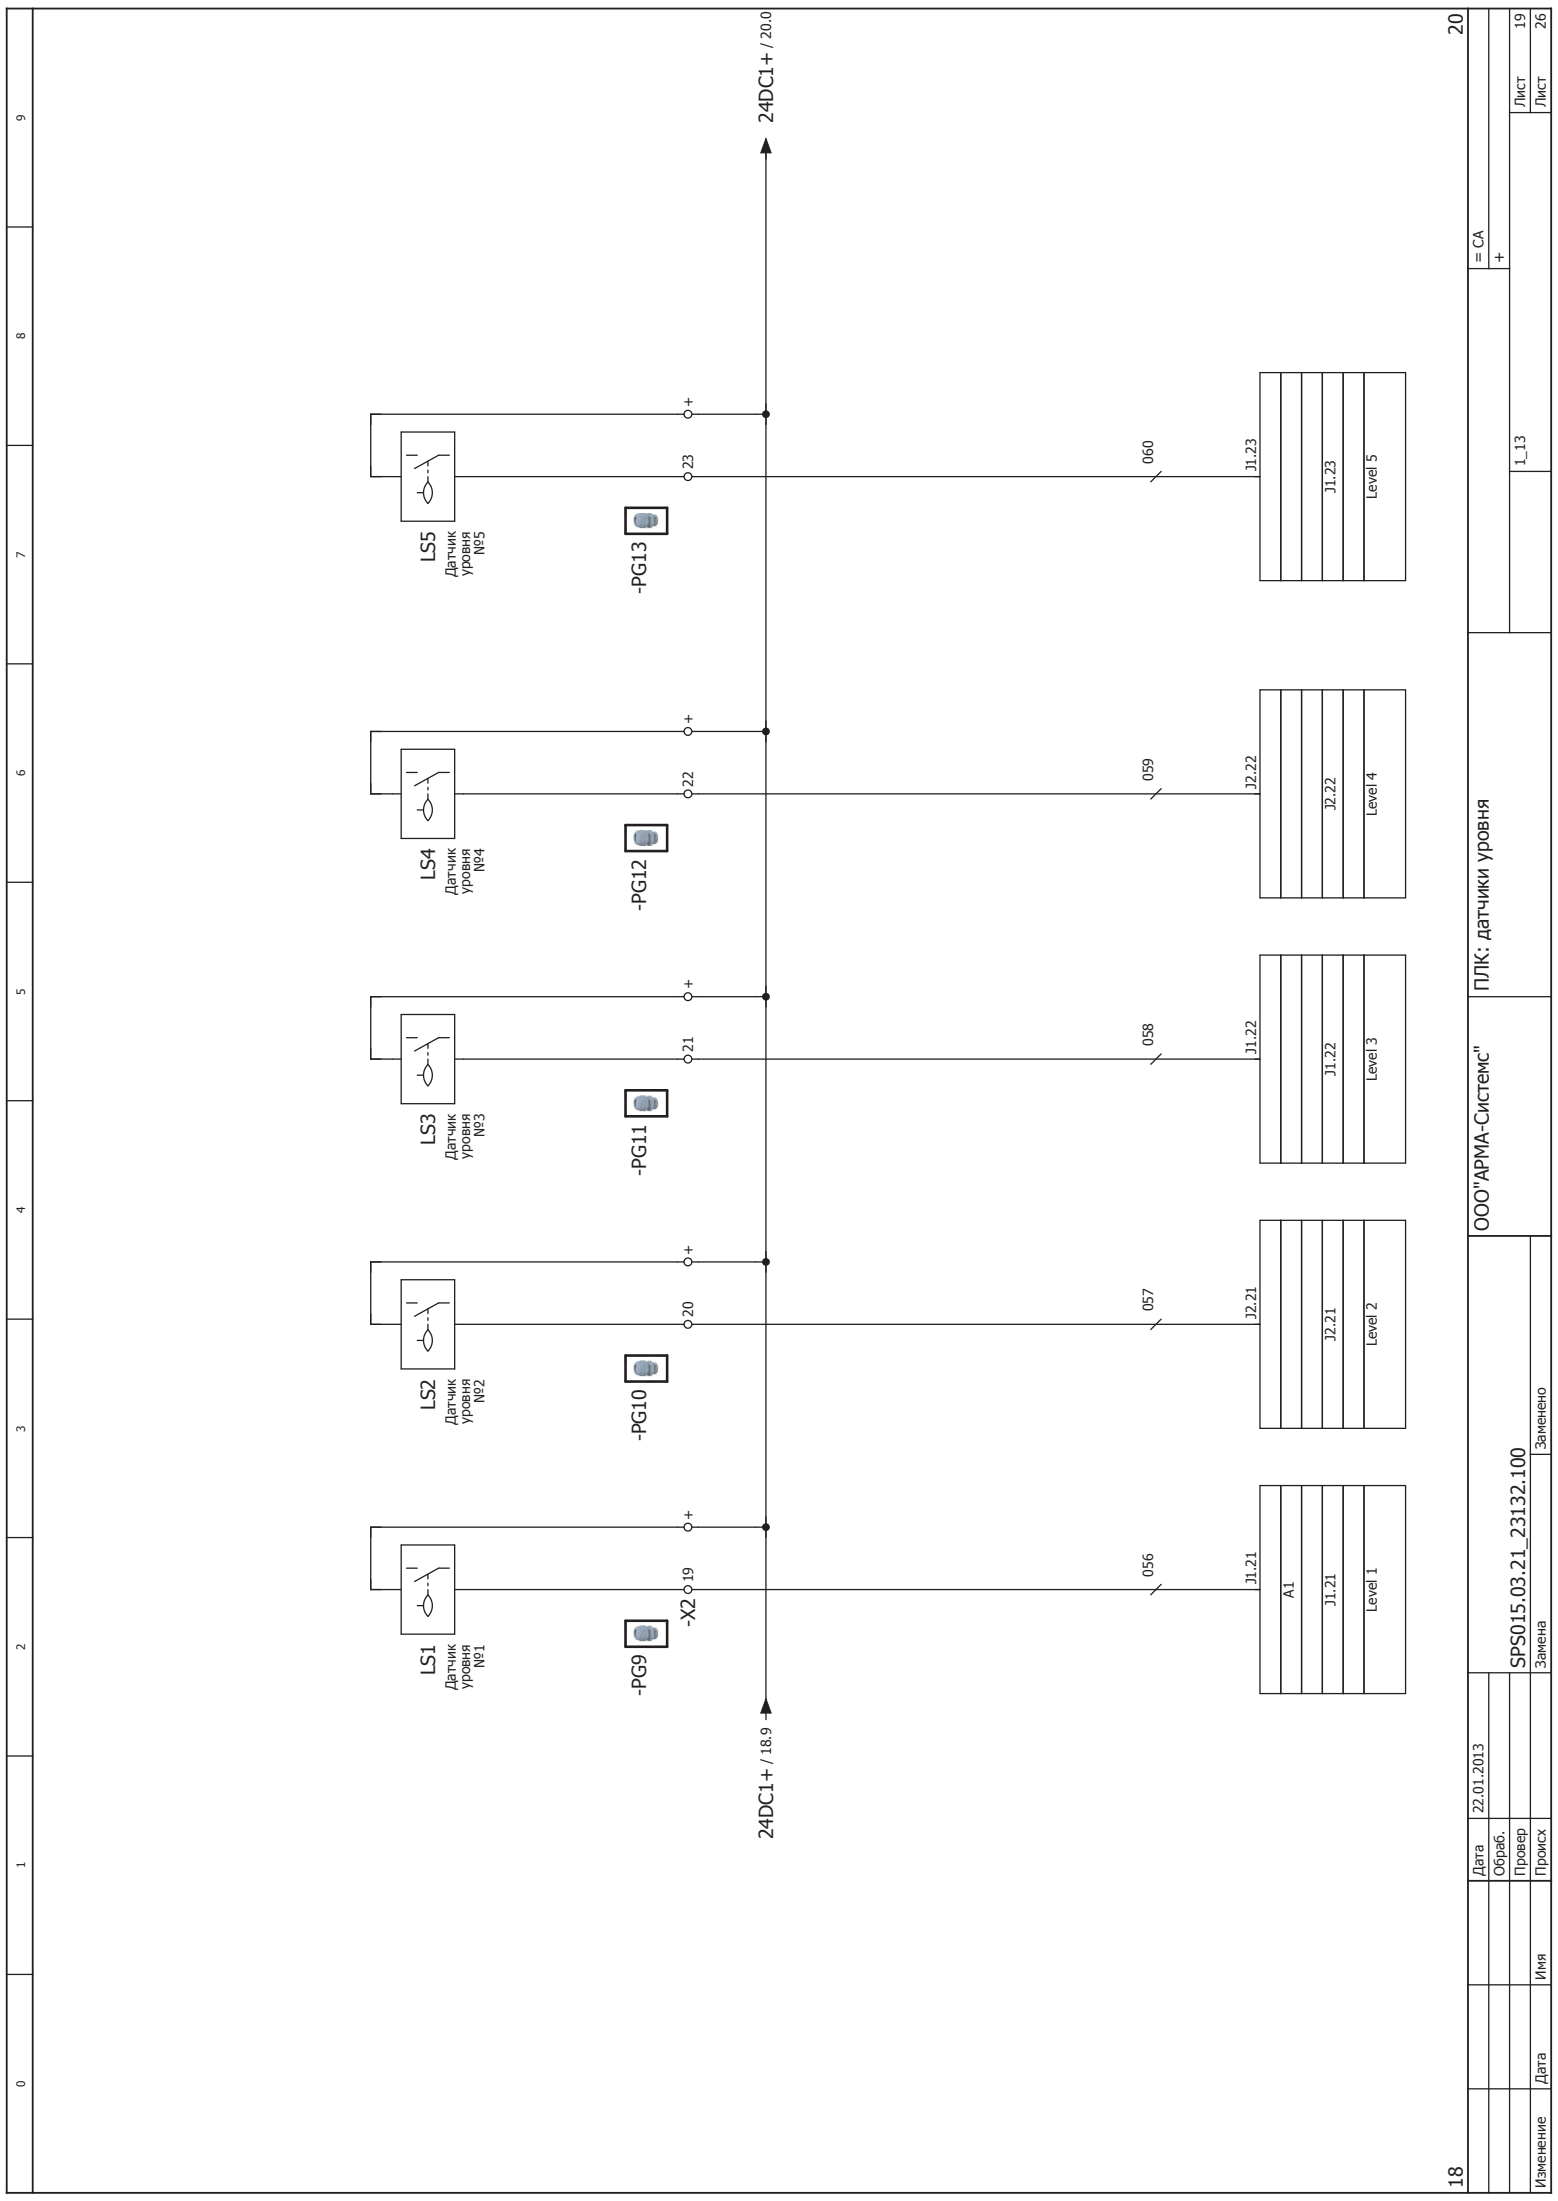 0 1 2 3 4 5 6 7 8 9
LS1
Датчик
уровня
№1
LS2
Датчик
уровня
№2
LS3
Датчик
уровня
№3
LS4
Датчик
уровня
№4
LS5
Датчик
уровня
№5
-PG9
-PG10
-PG11
-PG12
-PG13
-X2 19 +
20 +
21 +
22 +
23 +
24DC1+ / 18.9
24DC1+ / 20.0
056
057
058
059
060
J1.21
J2.21
J1.22
J2.22
J1.23
A1
J1.21
J2.21
J1.22
J2.22
J1.23
Level 1
Level 2
Level 3
Level 4
Level 5
18
20
Дата 22.01.2013
Обраб.
Провер
Изменение Дата Имя Происх
SPS015.03.21_23132.100
Замена Заменено
ООО"АРМА-Системс"
ПЛК: датчики уровня
= CA
+
1_13
Лист 19
Лист 26